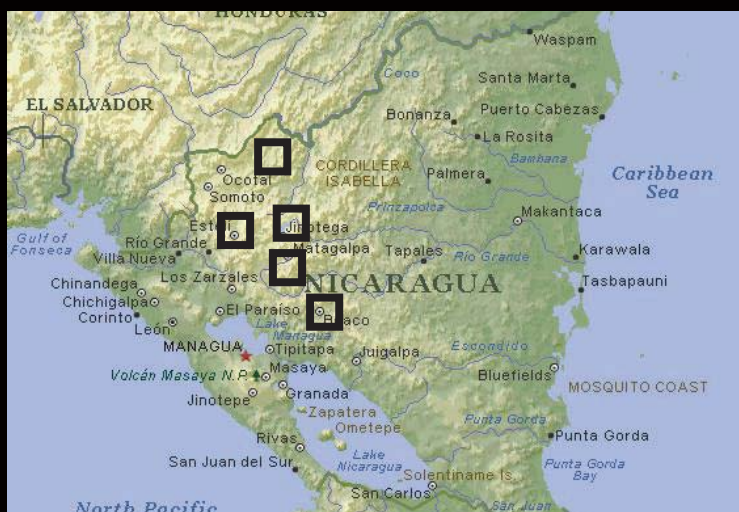 HONDURAS
Waspam
Coco
Santa Marta
EL SALVADOR
Bonanza
Puerto Cabezas
La Rosita
CORDILLERA
ISABELLA
Bambana
Ocotal
Palmera
Caribbean
Sea
Somoto
Prinzapolca
Makantaca
Estelí
Jinotega
Gulf of
Fonseca
Río Grande
Matagalpa
Tapales
Río Grande
Karawala
Villa Nueva
Chinandega
Los Zarzales
NICARAGUA
Tasbapauni
Chichigalpa
Corinto
El Paraíso
Boaco
León
Lake
Managua
MANAGUA
Tipitapa
Juigalpa
Escondido
Volcán Masaya N.P.
Masaya
Bluefields
MOSQUITO COAST
Jinotepe
Granada
Zapatera
Ometepe
Punta Gorda
Rivas
Punta Gorda
San Juan del Sur
Lake
Nicaragua
Solentiname Is.
Punta Gorda
Bay
San Carlos
San Juan
North Pacific